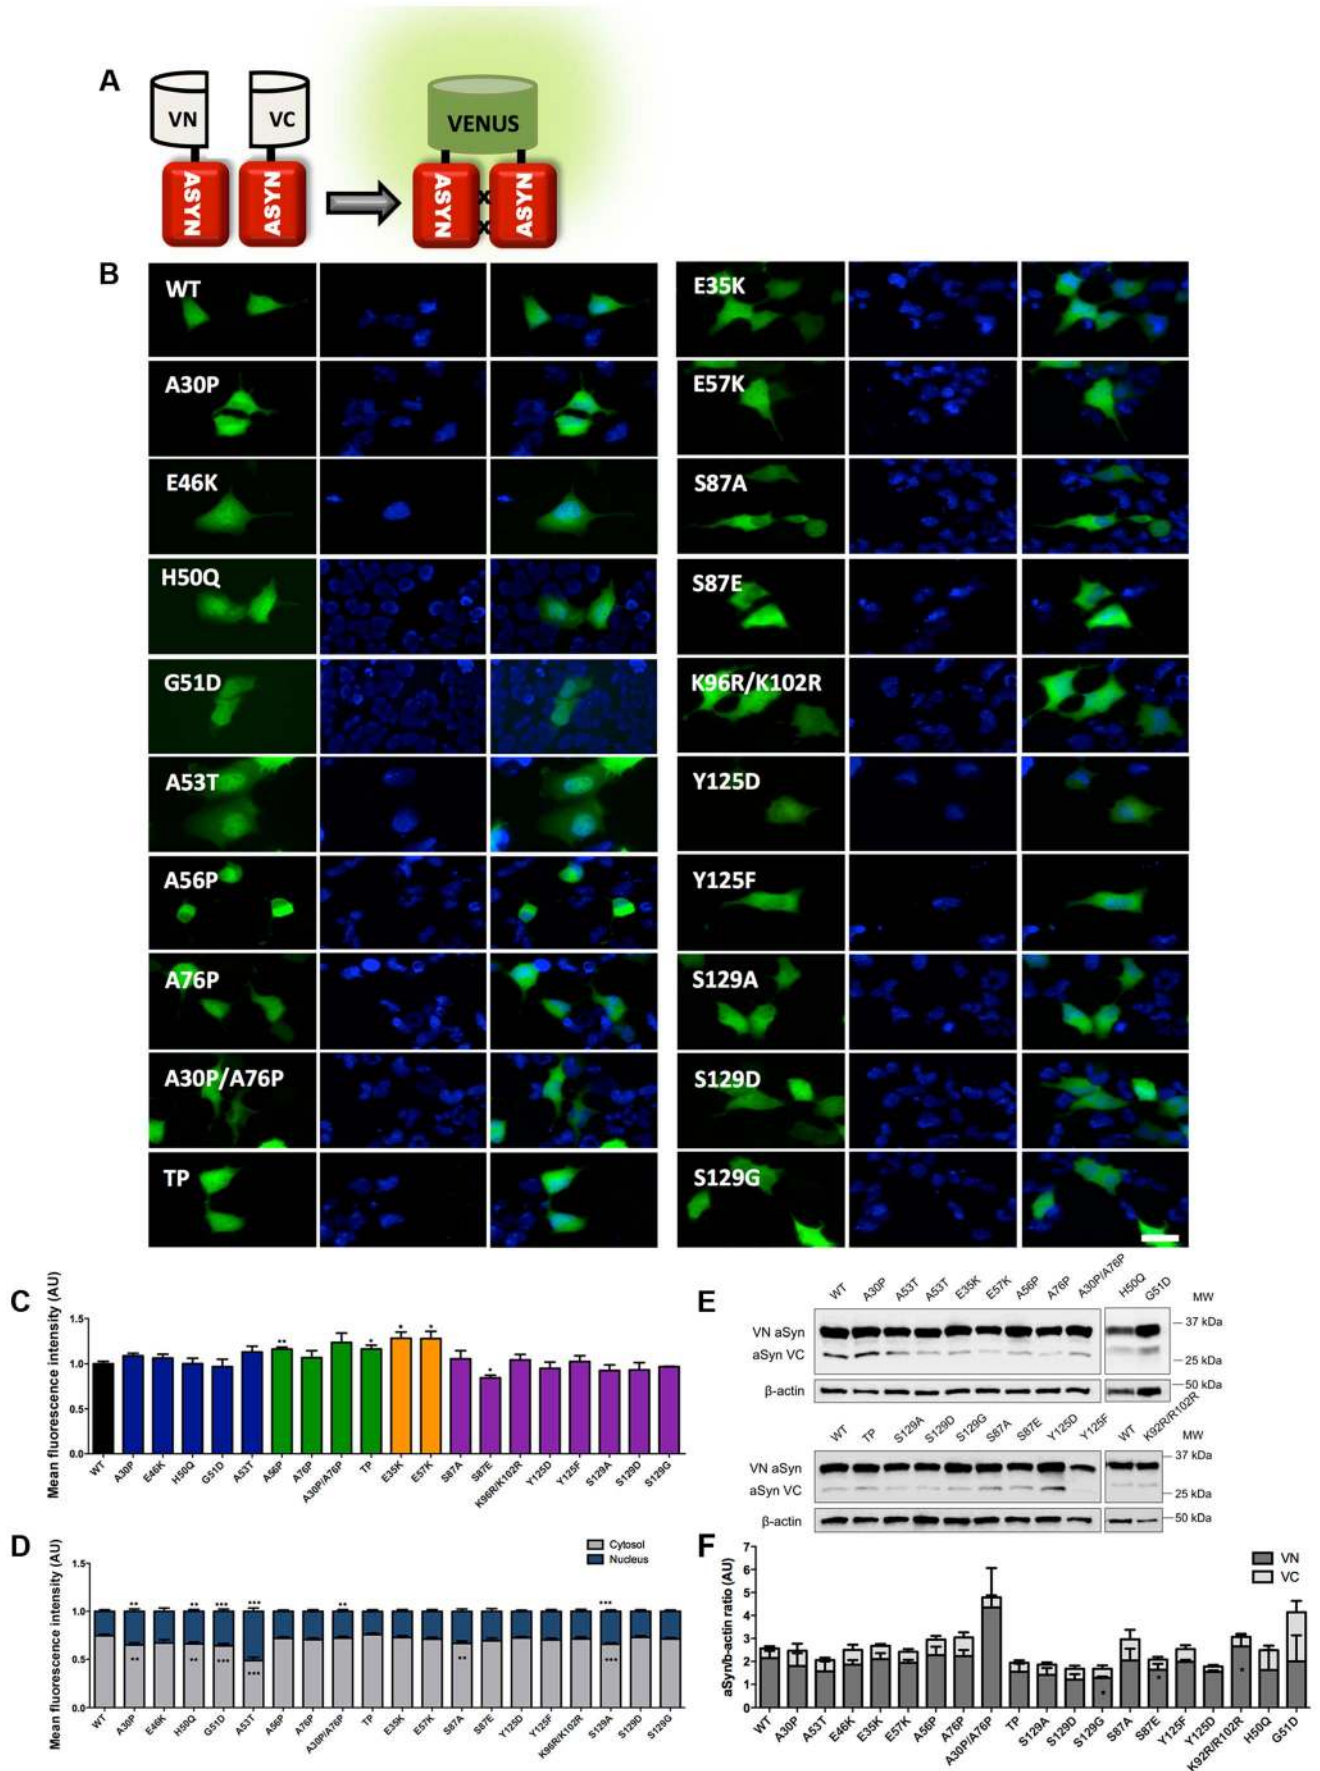 A
VN
VC
ASYN
ASYN
VENUS
ASYN
x
x
ASYN
B
WT
E35K
A30P
E57K
E46K
S87A
H50Q
S87E
G51D
K96R/K102R
A53T
Y125D
A56P
Y125F
A76P
S129A
A30P/A76P
S129D
TP
S129G
C
Mean fluorescence intensity (AU)
1.5
1.0
0.5
0.0
** * * * *
WT A30P E46K H50Q G51D A53T A56P A76P A30P/A76P TP E35K E57K S87A S87E K96R/K102R Y125D Y125F S129A S129D S129G
D
Mean fluorescence intensity (AU)
Cytosol
Nucleus
1.5
1.0
0.5
0.0
** ** *** *** ** ***
** ** *** *** ** ***
WT A30P E46K H50Q G51D A53T A56P A76P A30P/A76P TP E35K E57K S87A S87E Y125D Y125F K96R/K102R S129A S129D S129G
E
WT A30P A53T A53T E35K E57K A56P A76P A30P/A76P H50Q G51D MW
VN aSyn
37 kDa
aSyn VC
25 kDa
β-actin
50 kDa
WT TP S129A S129D S129G S87A S87E Y125D Y125F WT K92R/R102R MW
VN aSyn
37 kDa
aSyn VC
25 kDa
β-actin
50 kDa
F
aSyn/b-actin ratio (AU)
VN
VC
7
6
5
4
3
2
1
0
* * *
WT A30P A53T E46K E35K E57K A56P A76P A30P/A76P TP S129A S129D S129G S87A S87E Y125F Y125D K92R/R102R H50Q G51D